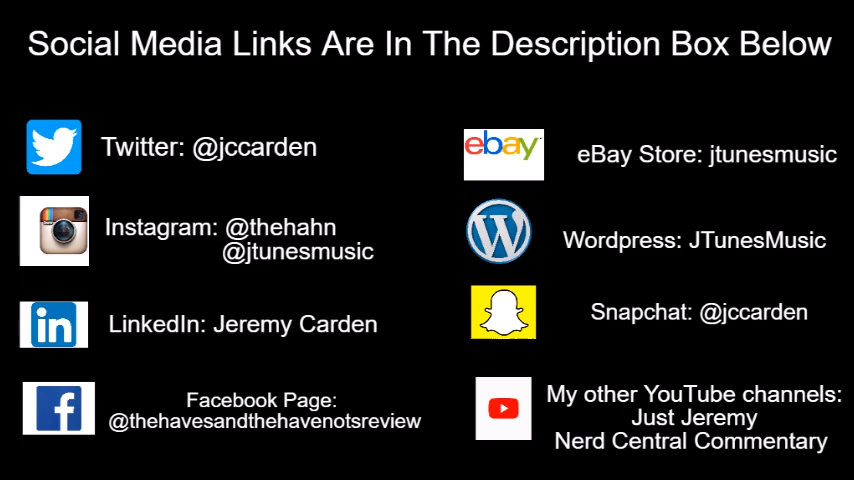 Social Media Links Are In The Description Box Below
Twitter: @jccarden
Instagram: @thehahn
@jtunesmusic
in
LinkedIn: Jeremy Carden
f
Facebook Page:
@thehavesandthehavenotsreview
ebay
eBay Store: jtunesmusic
W
Wordpress: JTunesMusic
Snapchat: @jccarden
My other YouTube channels:
Just Jeremy
Nerd Central Commentary